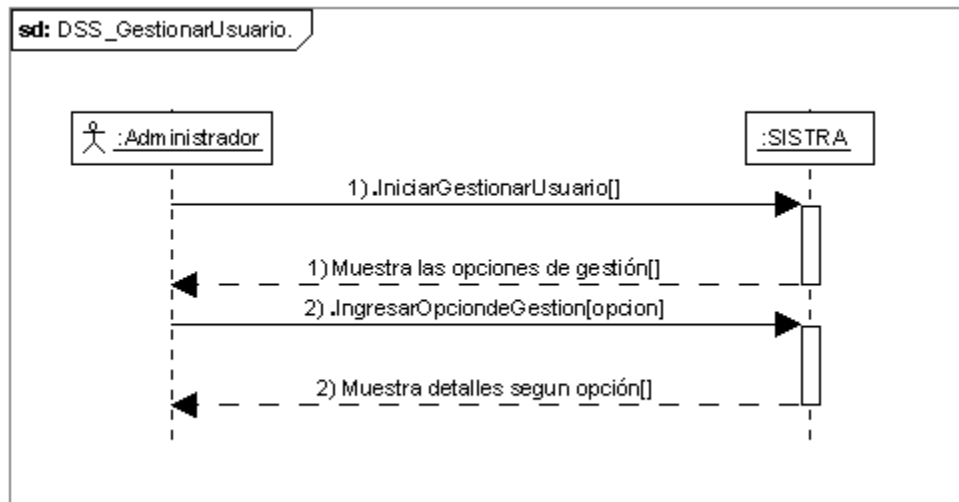 sd: DSS_GestionarUsuario.
:Administrador
:SISTRA
1) .IniciarGestionarUsuario[]
1) Muestra las opciones de gestión[]
2) .IngresarOpciondeGestion[opcion]
2) Muestra detalles segun opción[]